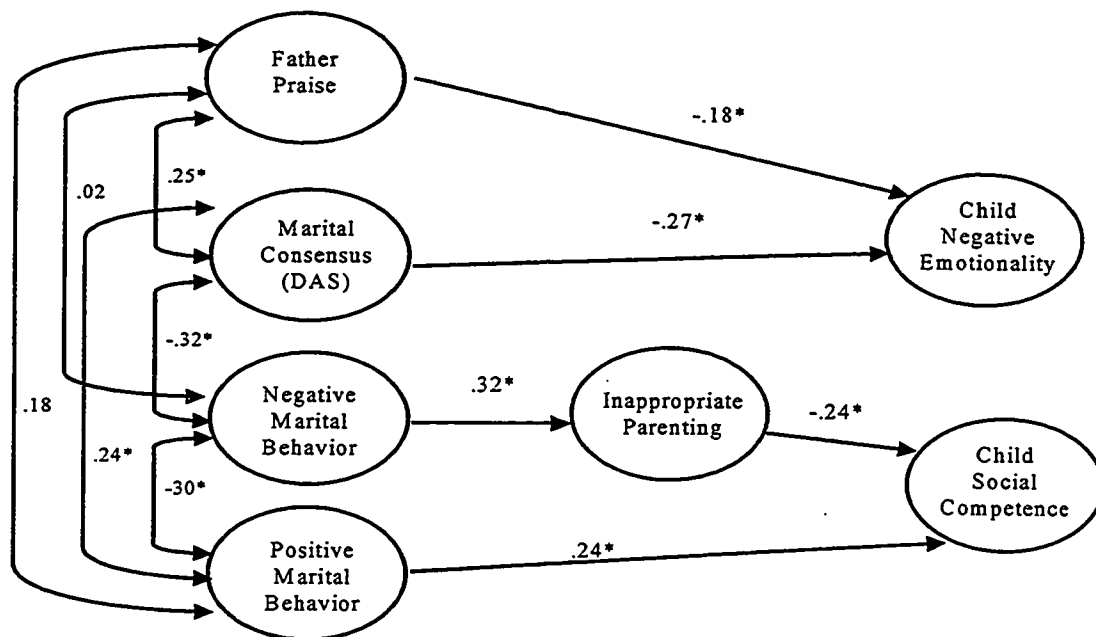 Father
Praise
-.18*
.25*
.02
Marital
Consensus
(DAS)
-.27*
Child
Negative
Emotionality
-.32*
Negative
Marital
Behavior
.32*
Inappropriate
Parenting
-.24*
.18
.24*
-30*
Child
Social
Competence
Positive
Marital
Behavior
.24*